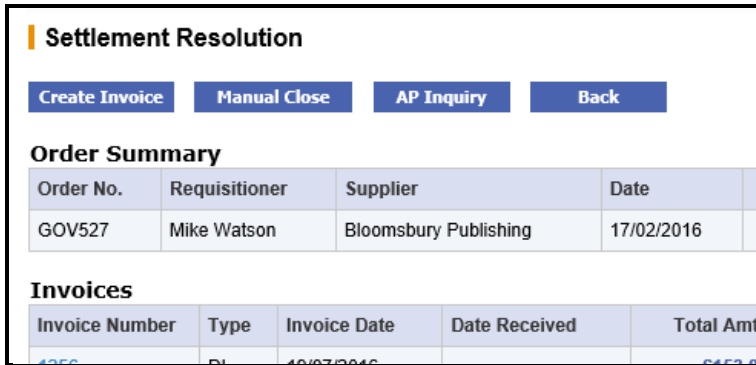 Settlement Resolution
Create Invoice Manual Close AP Inquiry Back
Order Summary
Order No. Requisitioner Supplier Date
GOV527 Mike Watson Bloomsbury Publishing 17/02/2016
Invoices
Invoice Number Type Invoice Date Date Received Total Amt